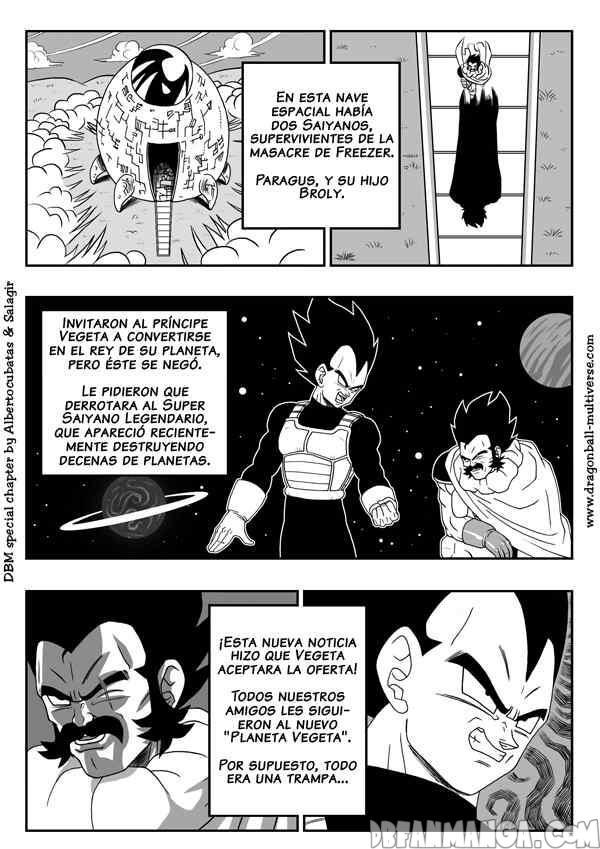 EN ESTA NAVE
ESPACIAL HABÍA
DOS SAIYANOS,
SUPERVIVIENTES DE LA
MASACRE DE FREEZER.
PARAGUS, Y SU HIJO
BROLY.
INVITARON AL PRÍNCIPE
VEGETA A CONVERTIRSE
EN EL REY DE SU PLANETA,
PERO ÉSTE SE NEGÓ.
LE PIDIERON QUE
DERROTARA AL SUPER
SAIYANO LEGENDARIO,
QUE APARECIÓ RECIENTE-
MENTE DESTRUYENDO
DECENAS DE PLANETAS.
¡ESTA NUEVA NOTICIA
HIZO QUE VEGETA
ACEPTARA LA OFERTA!
TODOS NUESTROS
AMIGOS LES SIGUI-
ERON AL NUEVO
"PLANETA VEGETA".
POR SUPUESTO, TODO
ERA UNA TRAMPA...
DBM special chapter by Albertocubatas & Salagir
www.dragonball-multiverse.com
DBFANMANGA.COM